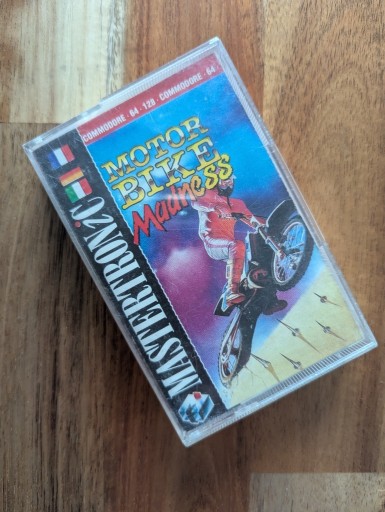 COMMODORE · 64 · 128 · COMMODORE · 64
MOTOR
BIKE
Madness
MASTERTRONIC